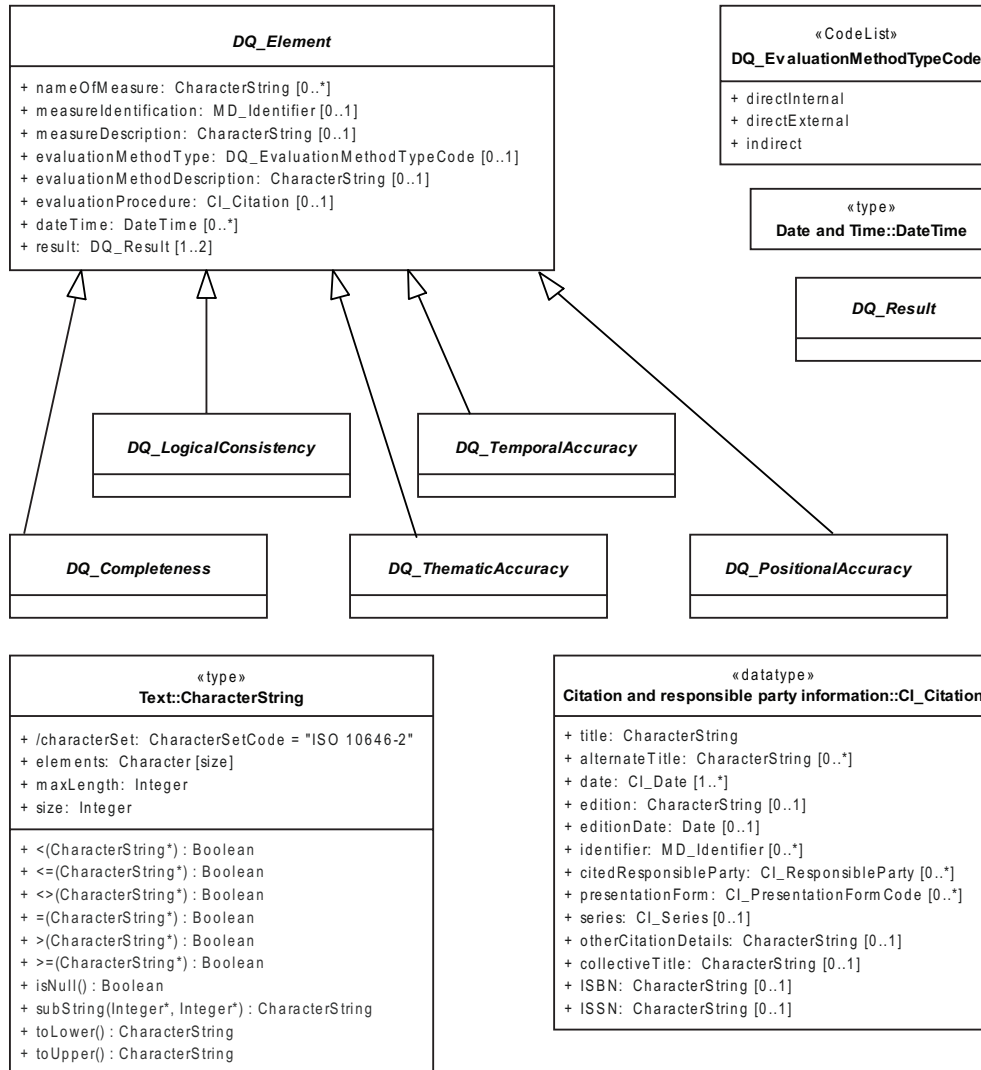 DQ_Element
+ nameOfMeasure: CharacterString [0..*]
+ measureIdentification: MD_Identifier [0..1]
+ measureDescription: CharacterString [0..1]
+ evaluationMethodType: DQ_EvaluationMethodTypeCode [0..1]
+ evaluationMethodDescription: CharacterString [0..1]
+ evaluationProcedure: CI_Citation [0..1]
+ dateTime: DateTime [0..*]
+ result: DQ_Result [1..2]
«CodeList»
DQ_EvaluationMethodTypeCode
+ directInternal
+ directExternal
+ indirect
«type»
Date and Time::DateTime
DQ_Result
DQ_LogicalConsistency
DQ_TemporalAccuracy
DQ_Completeness
DQ_ThematicAccuracy
DQ_PositionalAccuracy
«type»
Text::CharacterString
+ /characterSet: CharacterSetCode = "ISO 10646-2"
+ elements: Character [size]
+ maxLength: Integer
+ size: Integer
+ <(CharacterString*) : Boolean
+ <=(CharacterString*) : Boolean
+ <>(CharacterString*) : Boolean
+ =(CharacterString*) : Boolean
+ >(CharacterString*) : Boolean
+ >=(CharacterString*) : Boolean
+ isNull() : Boolean
+ subString(Integer*, Integer*) : CharacterString
+ toLower() : CharacterString
+ toUpper() : CharacterString
«datatype»
Citation and responsible party information::CI_Citation
+ title: CharacterString
+ alternateTitle: CharacterString [0..*]
+ date: CI_Date [1..*]
+ edition: CharacterString [0..1]
+ editionDate: Date [0..1]
+ identifier: MD_Identifier [0..*]
+ citedResponsibleParty: CI_ResponsibleParty [0..*]
+ presentationForm: CI_PresentationFormCode [0..*]
+ series: CI_Series [0..1]
+ otherCitationDetails: CharacterString [0..1]
+ collectiveTitle: CharacterString [0..1]
+ ISBN: CharacterString [0..1]
+ ISSN: CharacterString [0..1]